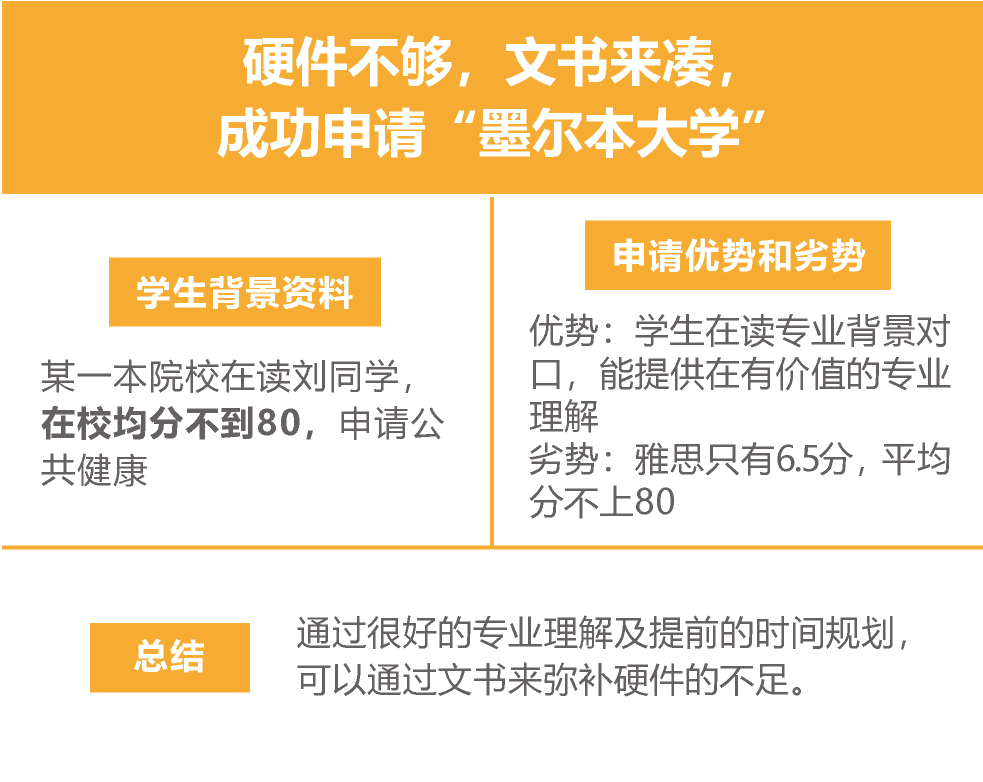 硬件不够，文书来凑，
成功申请“墨尔本大学”
学生背景资料
某一本院校在读刘同学，
在校均分不到80，申请公
共健康
申请优势和劣势
优势：学生在读专业背景对
口，能提供在有价值的专业
理解
劣势：雅思只有6.5分，平均
分不上80
总结
通过很好的专业理解及提前的时间规划，
可以通过文书来弥补硬件的不足。